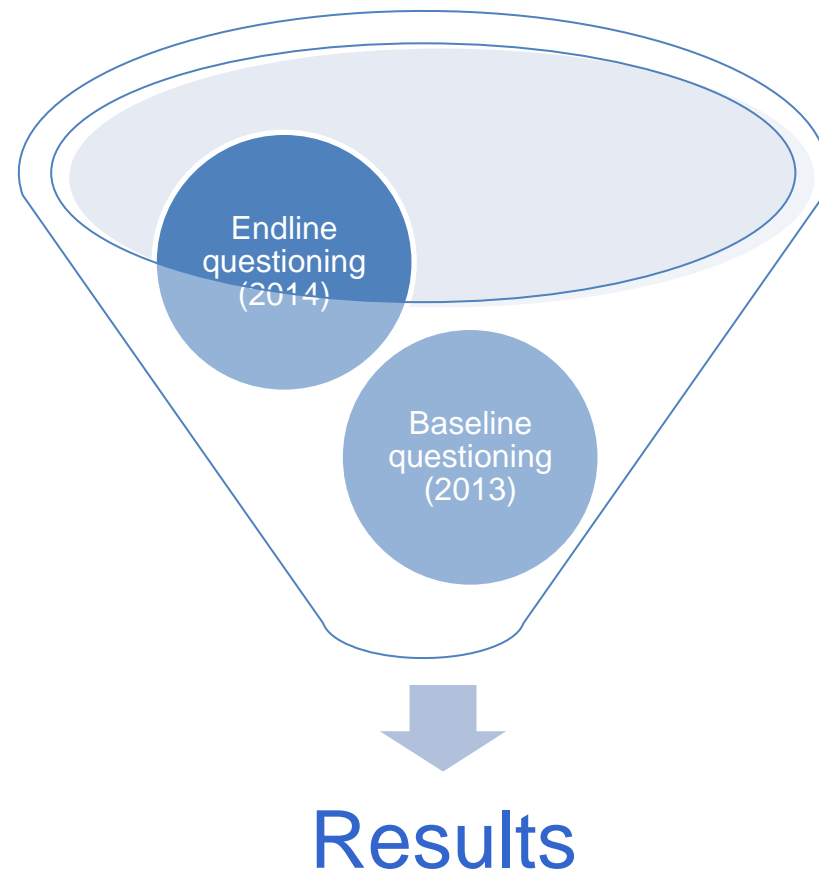 Endline
questioning
(2014)
Baseline
questioning
(2013)
Results